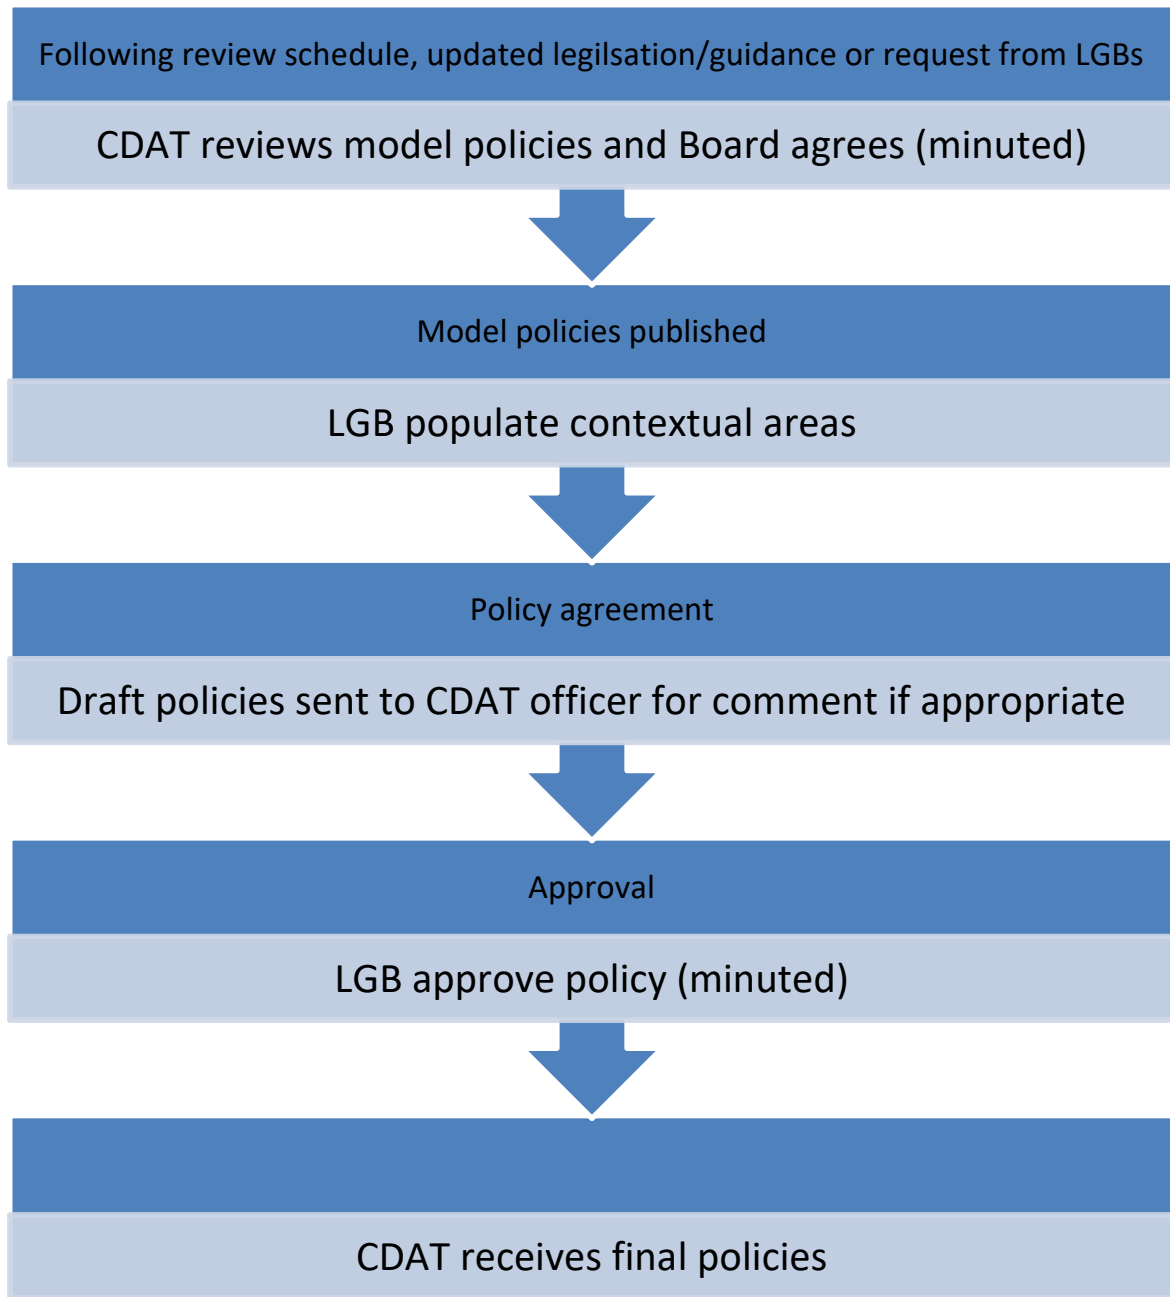 Following review schedule, updated legilsation/guidance or request from LGBs
CDAT reviews model policies and Board agrees (minuted)
Model policies published
LGB populate contextual areas
Policy agreement
Draft policies sent to CDAT officer for comment if appropriate
Approval
LGB approve policy (minuted)
CDAT receives final policies